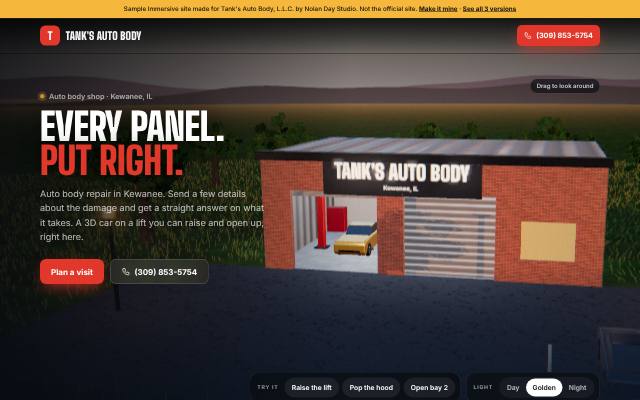 Sample Immersive site made for Tank's Auto Body, L.L.C. by Nolan Day Studio. Not the official site. Make it mine · See all 3 versions
T TANK'S AUTO BODY
(309) 853-5754
Drag to look around
Auto body shop · Kewanee, IL
EVERY PANEL.
PUT RIGHT.
Auto body repair in Kewanee. Send a few details
about the damage and get a straight answer on what
it takes. A 3D car on a lift you can raise and open up,
right here.
Plan a visit
(309) 853-5754
TANK'S AUTO BODY
Kewanee, IL
TRY IT Raise the lift Pop the hood Open bay 2
LIGHT Day Golden Night